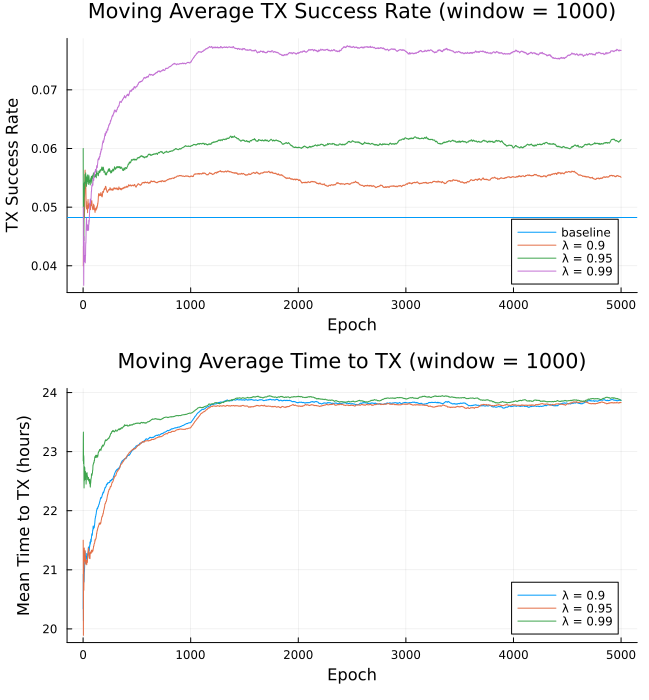 Moving Average TX Success Rate (window = 1000)
TX Success Rate
0.07
0.06
0.05
0.04
baseline
λ = 0.9
λ = 0.95
λ = 0.99
0 1000 2000 3000 4000 5000
Epoch
Moving Average Time to TX (window = 1000)
Mean Time to TX (hours)
24
23
22
21
20
λ = 0.9
λ = 0.95
λ = 0.99
0 1000 2000 3000 4000 5000
Epoch